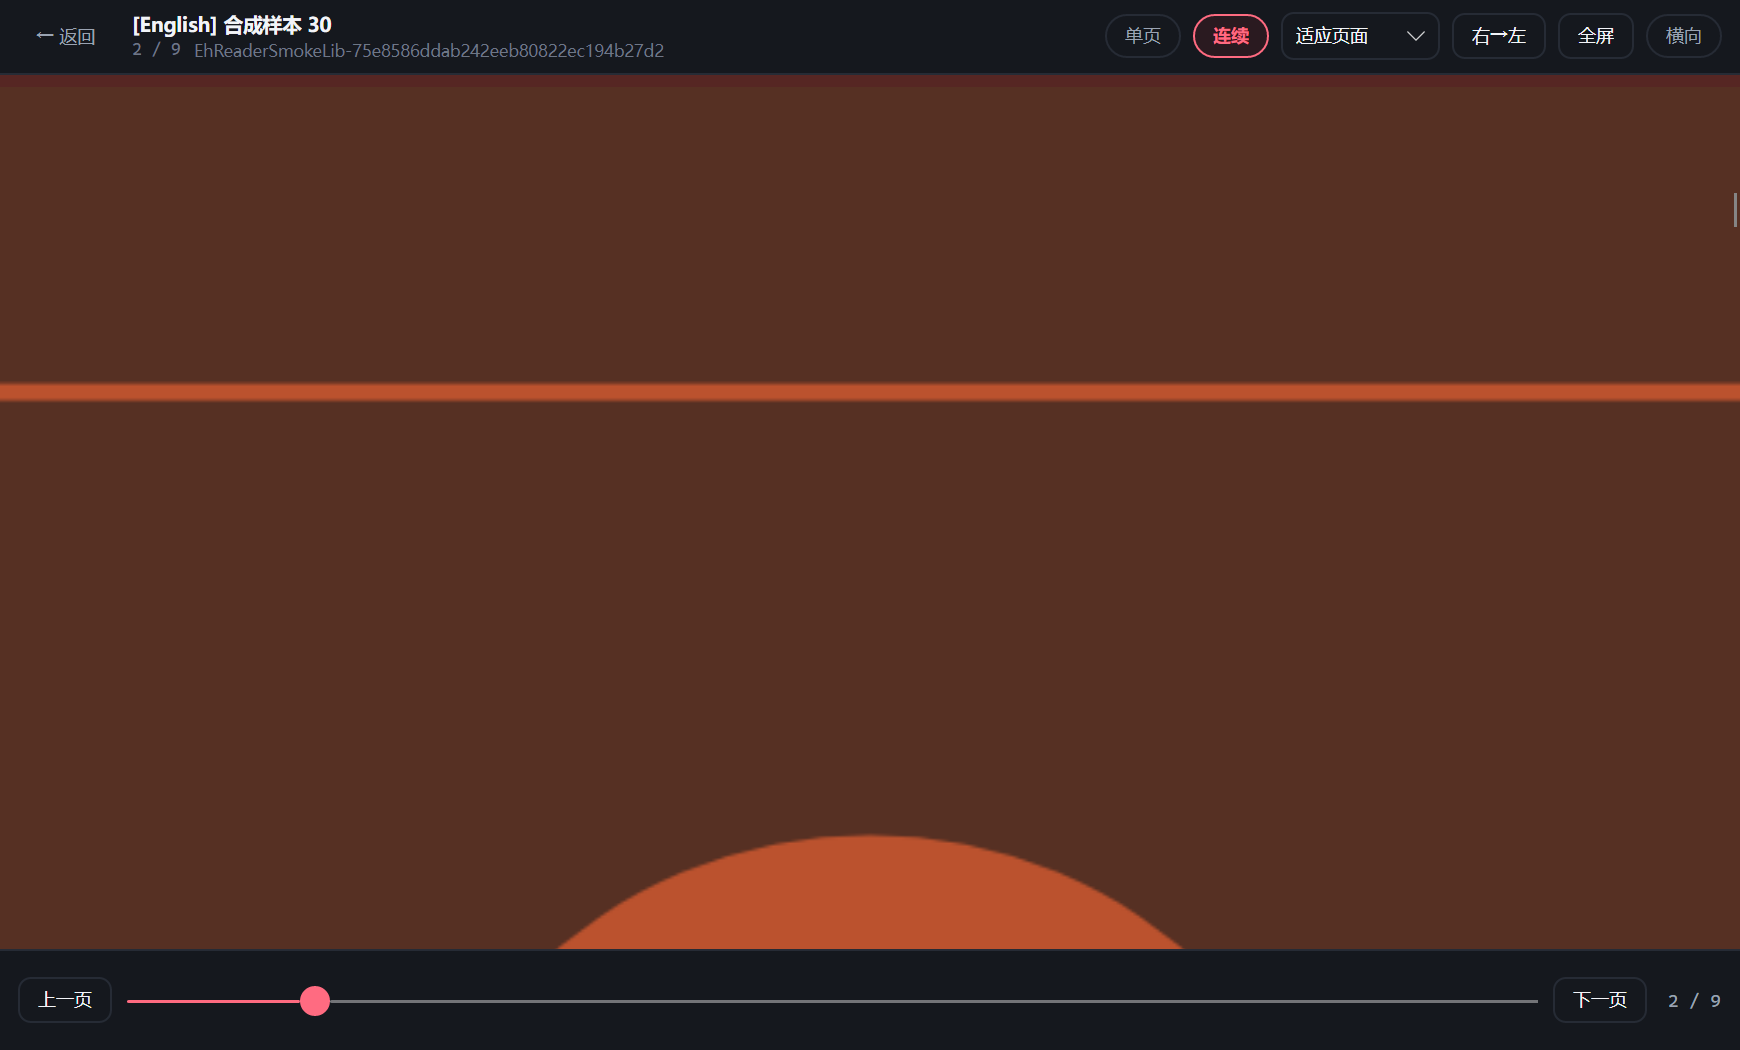 ← 返回
[English] 合成样本 30
2 / 9 EhReaderSmokeLib-75e8586ddab242eeb80822ec194b27d2
单页 连续 适应页面 右→左 全屏 横向
上一页 下一页 2 / 9